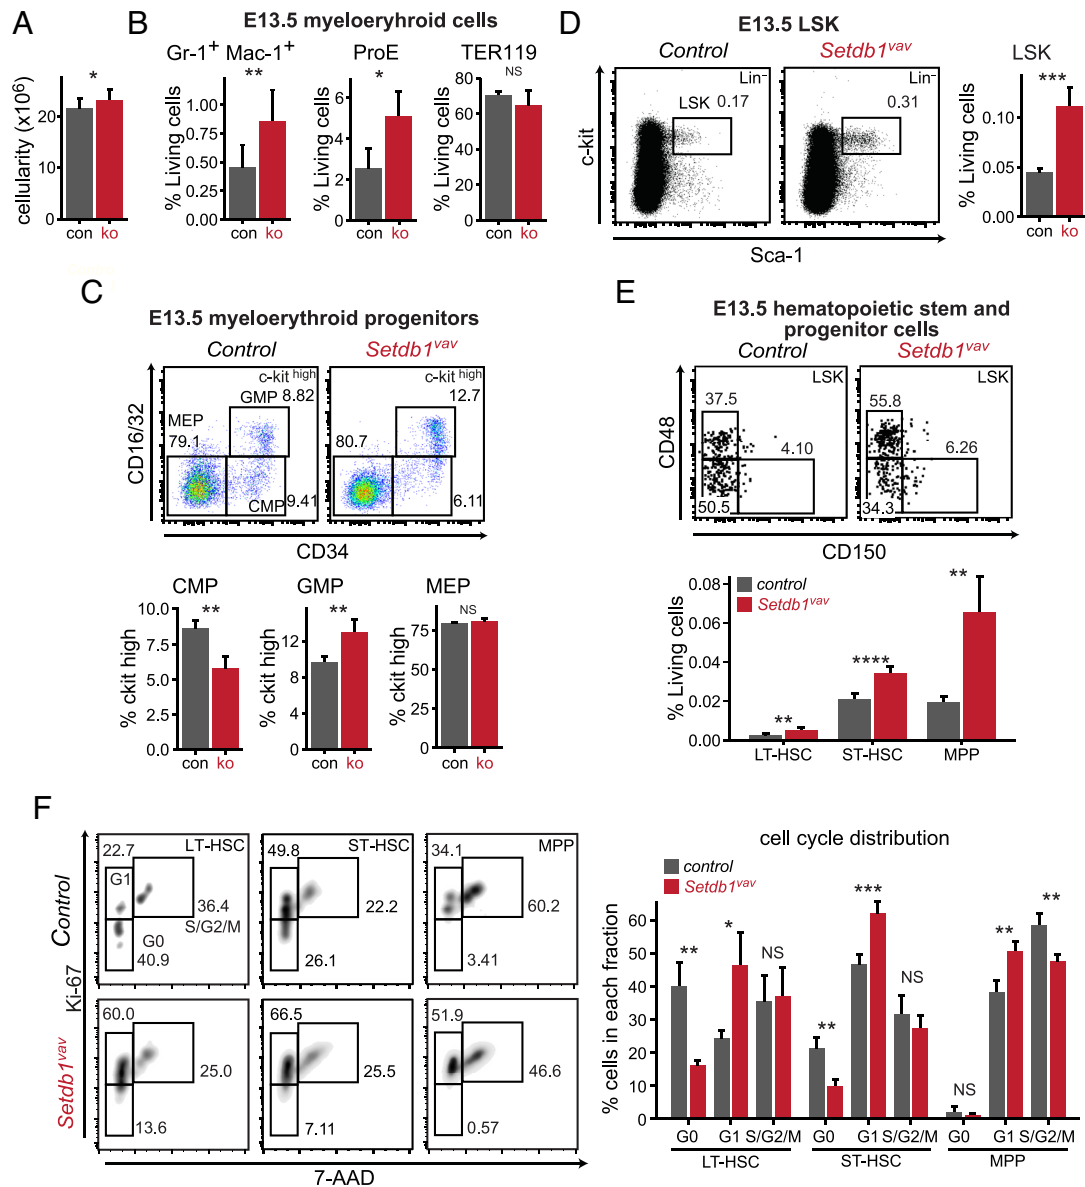 A
cellularity (x10⁶)
20
10
0
*
con ko
B
E13.5 myeloeryhroid cells
Gr-1⁺ Mac-1⁺
% Living cells
1.00
0.75
0.50
0.25
0.00
**
con ko
ProE
% Living cells
6
4
2
0
*
con ko
TER119
% Living cells
80
60
40
20
0
NS
con ko
D
E13.5 LSK
Control
Setdb1ᵛᵃᵛ
c-kit
Lin⁻
LSK 0.17
Lin⁻
0.31
Sca-1
LSK
% Living cells
0.10
0.05
0.00
***
con ko
C
E13.5 myeloerythroid progenitors
Control
Setdb1ᵛᵃᵛ
CD16/32
c-kit ʰⁱᵍʰ
GMP 8.82
MEP
79.1
CMP 9.41
c-kit ʰⁱᵍʰ
12.7
80.7
6.11
CD34
CMP
% ckit high
10.0
7.5
5.0
2.5
0.0
**
con ko
GMP
% ckit high
12
8
4
0
**
con ko
MEP
% ckit high
75
50
25
0
NS
con ko
E
E13.5 hematopoietic stem and
progenitor cells
Control
Setdb1ᵛᵃᵛ
CD48
LSK
37.5
4.10
50.5
LSK
55.8
6.26
34.3
CD150
% Living cells
0.08
0.06
0.04
0.02
0.00
control
Setdb1ᵛᵃᵛ
**
****
**
LT-HSC
ST-HSC
MPP
F
Control
Setdb1ᵛᵃᵛ
Ki-67
LT-HSC
22.7
G1
36.4
S/G2/M
G0
40.9
ST-HSC
49.8
22.2
26.1
MPP
34.1
60.2
3.41
60.0
25.0
13.6
66.5
25.5
7.11
51.9
46.6
0.57
7-AAD
cell cycle distribution
control
Setdb1ᵛᵃᵛ
% cells in each fraction
60
50
40
30
20
10
0
**
*
NS
**
***
NS
NS
**
**
G0 G1 S/G2/M
G0 G1 S/G2/M
G0 G1 S/G2/M
LT-HSC
ST-HSC
MPP